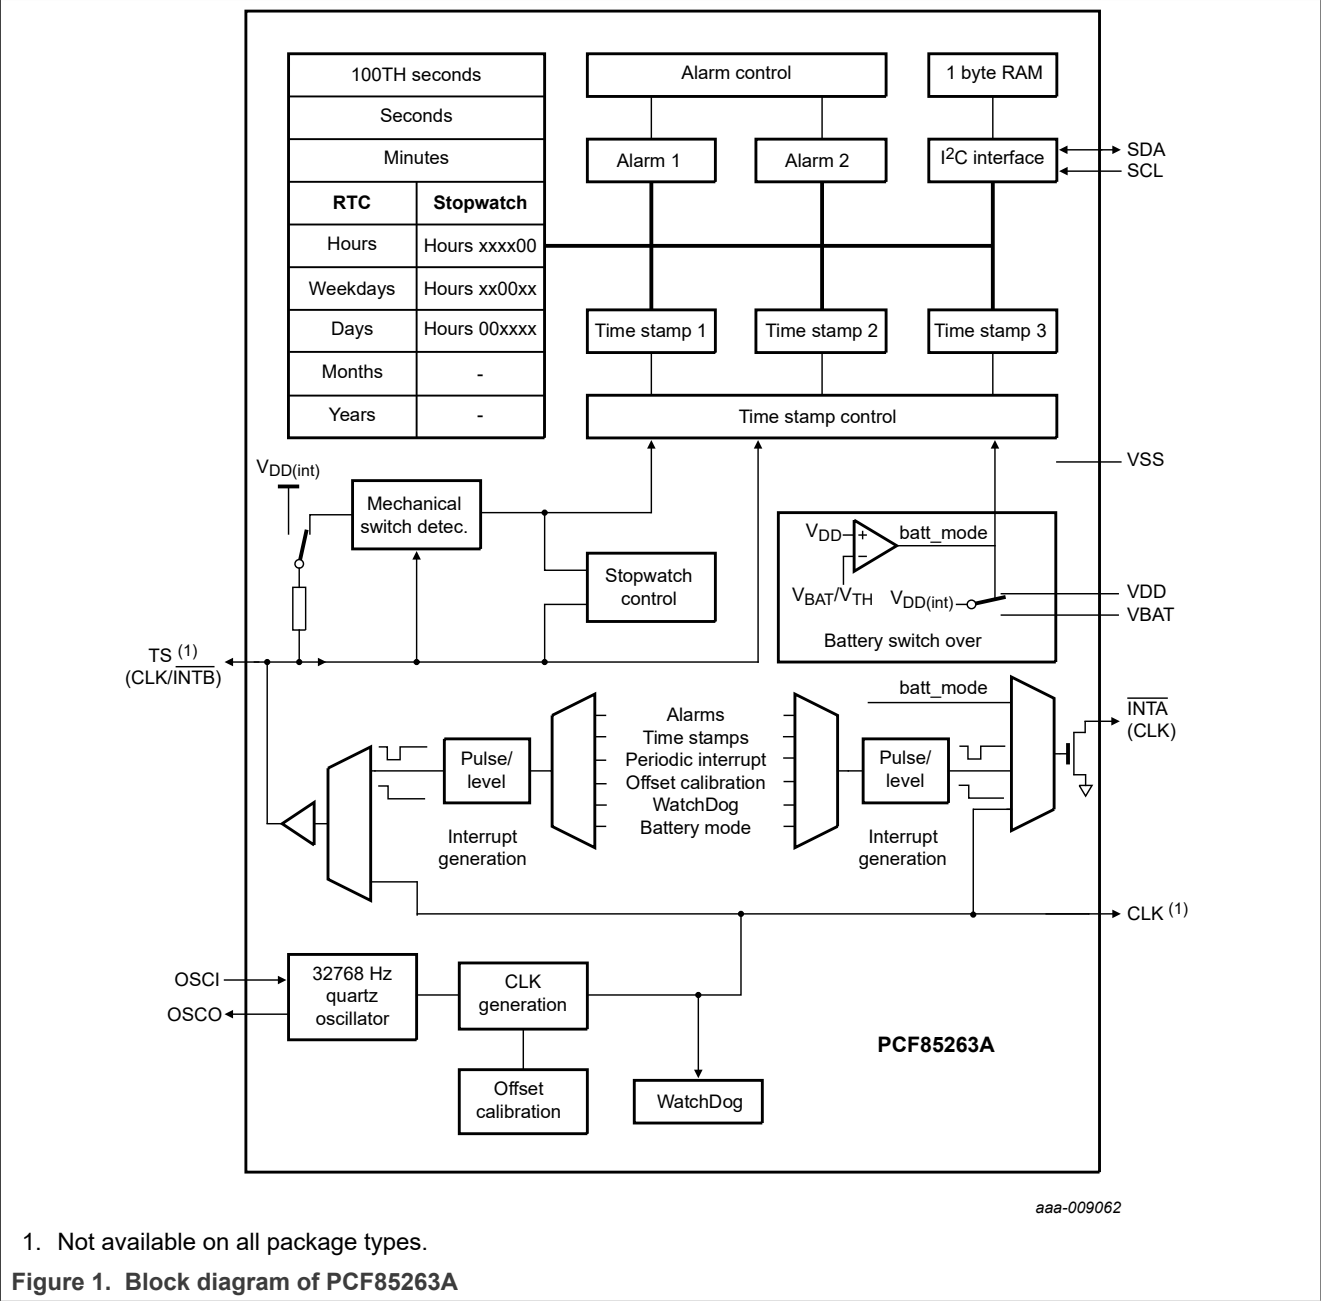 100TH seconds
Seconds
Minutes
RTC Stopwatch
Hours Hours xxxx00
Weekdays Hours xx00xx
Days Hours 00xxxx
Months -
Years -
Alarm control
1 byte RAM
Alarm 1
Alarm 2
I2C interface
SDA
SCL
Time stamp 1
Time stamp 2
Time stamp 3
Time stamp control
VSS
VDD(int)
Mechanical
switch detec.
Stopwatch
control
VDD
+
−
batt_mode
VBAT/VTH
VDD(int)
Battery switch over
VDD
VBAT
TS (1)
(CLK/INTB)
batt_mode
INTA
(CLK)
Pulse/
level
Interrupt
generation
Alarms
Time stamps
Periodic interrupt
Offset calibration
WatchDog
Battery mode
Pulse/
level
Interrupt
generation
CLK (1)
OSCI
OSCO
32768 Hz
quartz
oscillator
CLK
generation
Offset
calibration
WatchDog
PCF85263A
aaa-009062
1. Not available on all package types.
Figure 1. Block diagram of PCF85263A